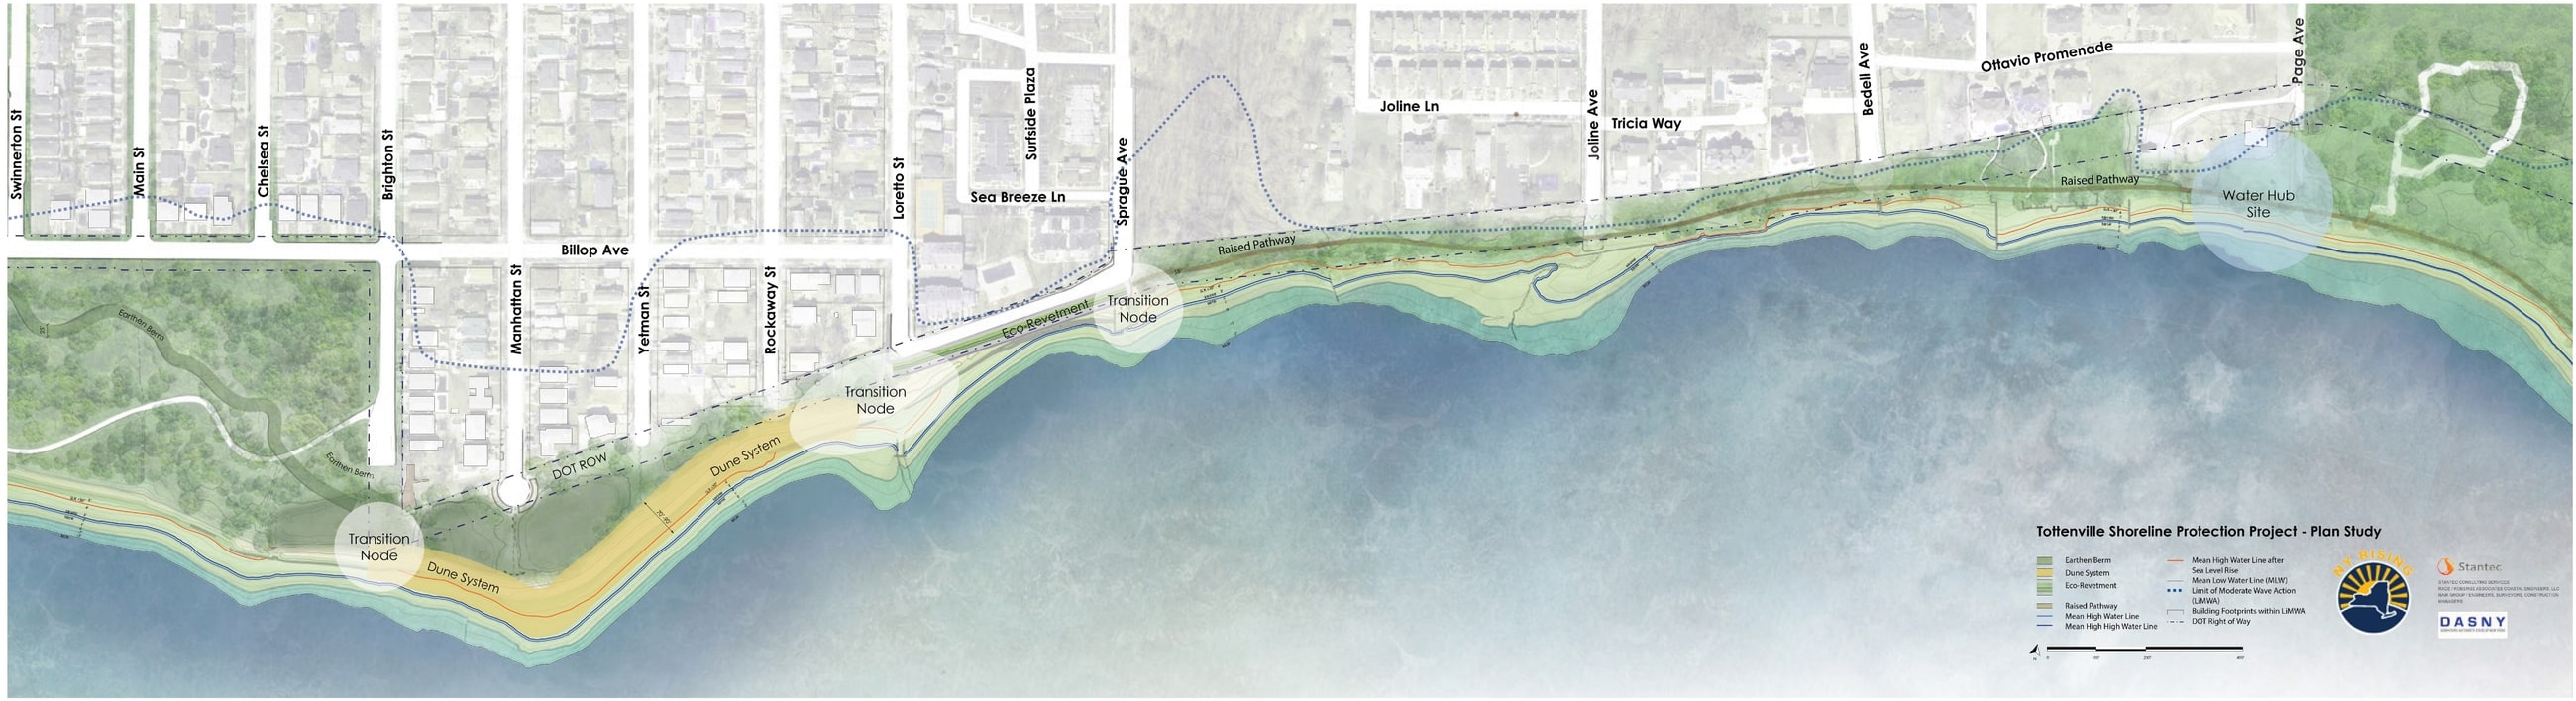 Swinnerton St
Main St
Chelsea St
Brighton St
Manhattan St
Yetman St
Rockaway St
Loretto St
Surfside Plaza
Sprague Ave
Joline Ave
Bedell Ave
Page Ave
Ottavio Promenade
Joline Ln
Tricia Way
Sea Breeze Ln
Billop Ave
Raised Pathway
Raised Pathway
Water Hub
Site
Earthen Berm
Eco-Revetment
Transition
Node
Transition
Node
Earthen Berm
DOT ROW
Dune System
Transition
Node
Dune System
Tottenville Shoreline Protection Project - Plan Study
Earthen Berm
Dune System
Eco-Revetment
Raised Pathway
Mean High Water Line
Mean High High Water Line
Mean High Water Line after
Sea Level Rise
Mean Low Water Line (MLW)
Limit of Moderate Wave Action
(LiMWA)
Building Footprints within LiMWA
DOT Right of Way
NY RISING
Stantec
STANTEC CONSULTING SERVICES
DASNY